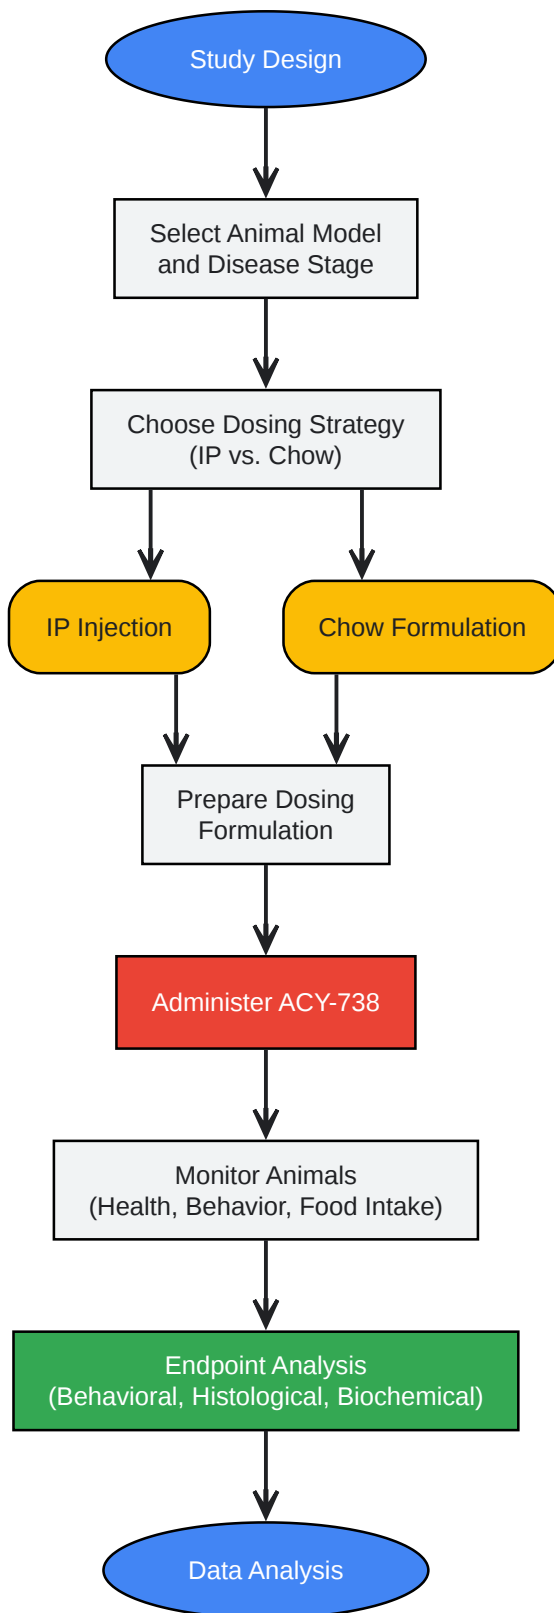 Study Design
Select Animal Model
and Disease Stage
Choose Dosing Strategy
(IP vs. Chow)
IP Injection
Chow Formulation
Prepare Dosing
Formulation
Administer ACY-738
Monitor Animals
(Health, Behavior, Food Intake)
Endpoint Analysis
(Behavioral, Histological, Biochemical)
Data Analysis